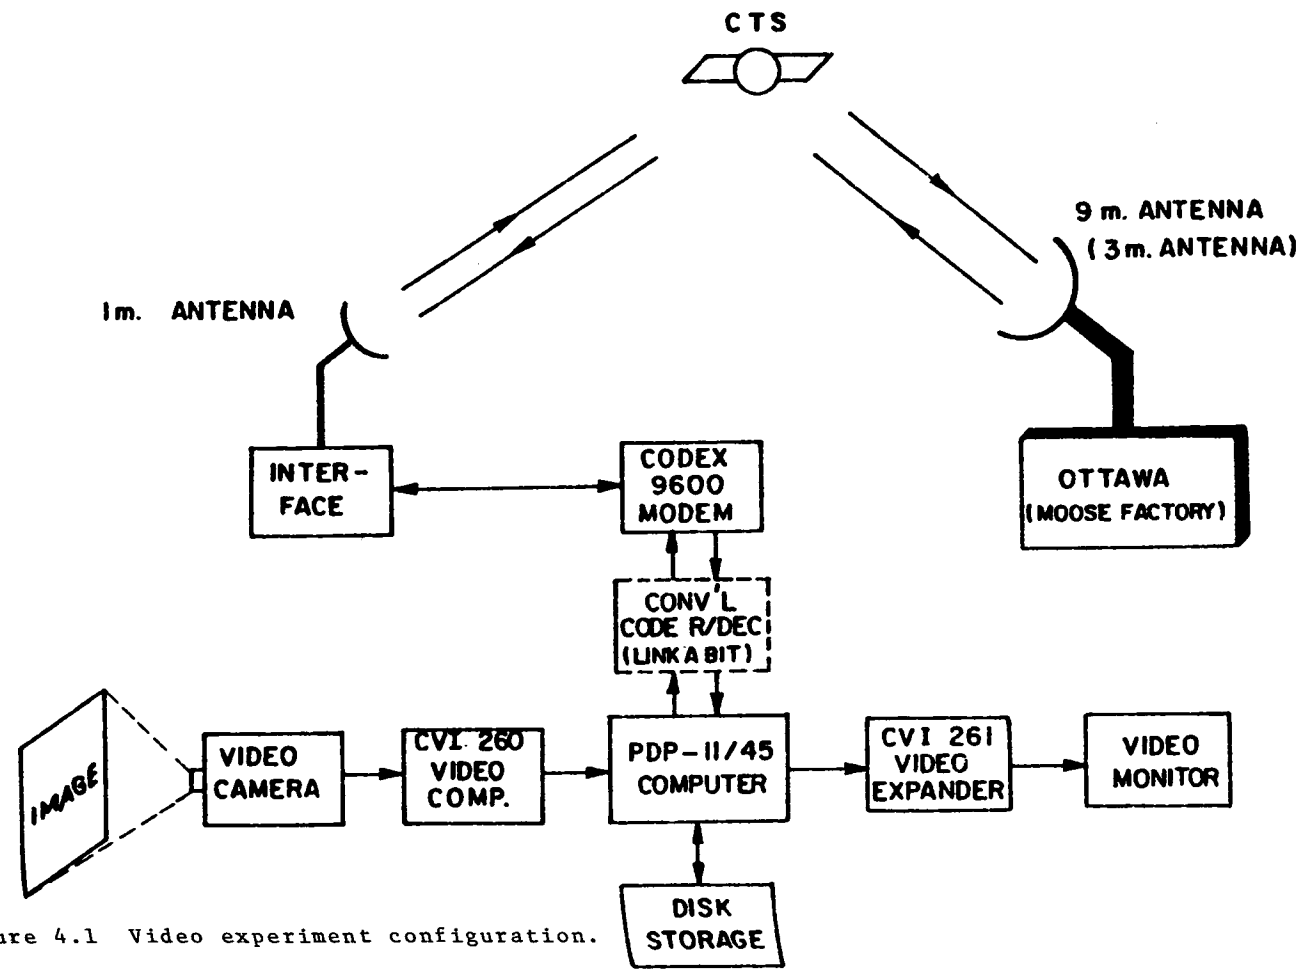 CTS
9 m. ANTENNA
(3m. ANTENNA)
1m. ANTENNA
INTER-
FACE
CODEX
9600
MODEM
OTTAWA
(MOOSE FACTORY)
CONV'L
CODE R/DEC
(LINKABIT)
IMAGE
VIDEO
CAMERA
CVI 260
VIDEO
COMP.
PDP-11/45
COMPUTER
CVI 261
VIDEO
EXPANDER
VIDEO
MONITOR
DISK
STORAGE
ure 4.1 Video experiment configuration.